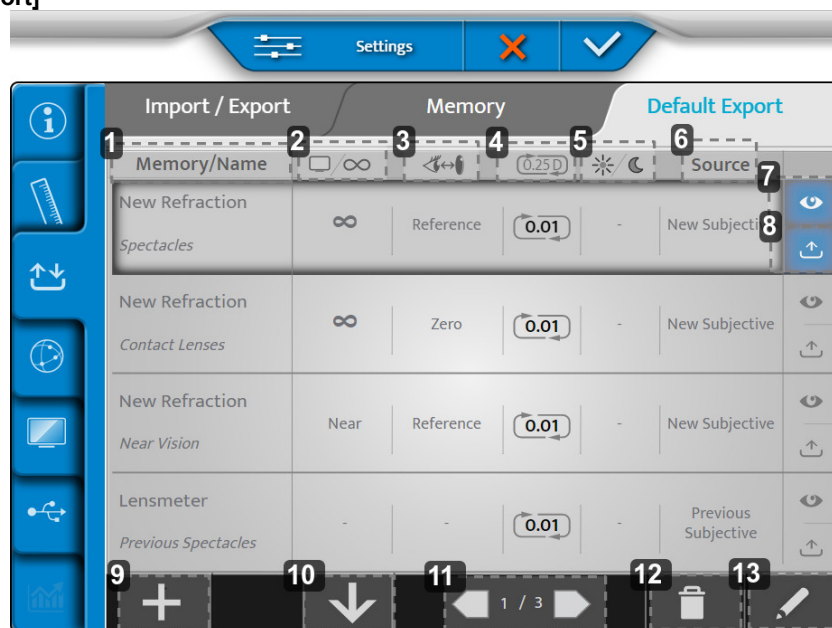 ort]
Settings
Import / Export Memory Default Export
1 2 3 4 5 6
Memory/Name 0.25 D Source
7
New Refraction
Spectacles
∞ Reference 0.01 - New Subjecti
8
New Refraction
Contact Lenses
∞ Zero 0.01 - New Subjective
New Refraction
Near Vision
Near Reference 0.01 - New Subjective
Lensmeter
Previous Spectacles
- - 0.01 - Previous
Subjective
9 10 11 12 13
1 / 3